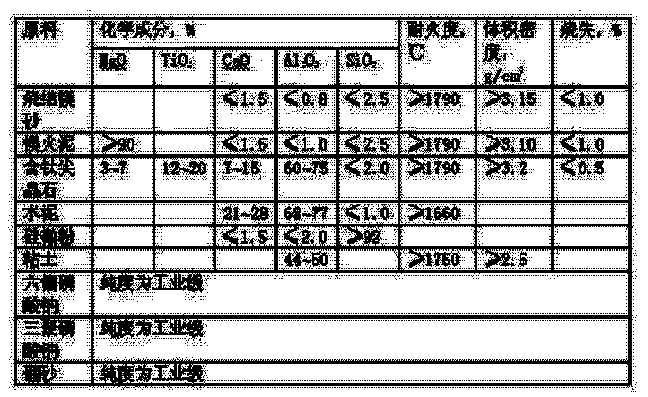 原料 化学成分，% 耐火度，℃ 体积密度，g/cm³ 烧失，%
MgO TiO₂ CaO Al₂O₃ SiO₂
烧结镁砂 ≤1.5 ≤0.8 ≤2.5 ≥1790 ≥3.15 ≤1.0
镁火泥 ≥90 ≤1.5 ≤1.0 ≤2.5 ≥1790 ≥3.10 ≤1.0
含钛尖晶石 3~7 12~20 7~15 60~75 ≤2.0 ≥1790 ≥3.2 ≤0.5
水泥 21~28 68~77 ≤1.0 ≥1660
硅微粉 ≤1.5 ≤2.0 ≥92
粘土 44~50 ≥1750 ≥2.5
六偏磷酸钠 纯度为工业级
三聚磷酸钠 纯度为工业级
硼砂 纯度为工业级